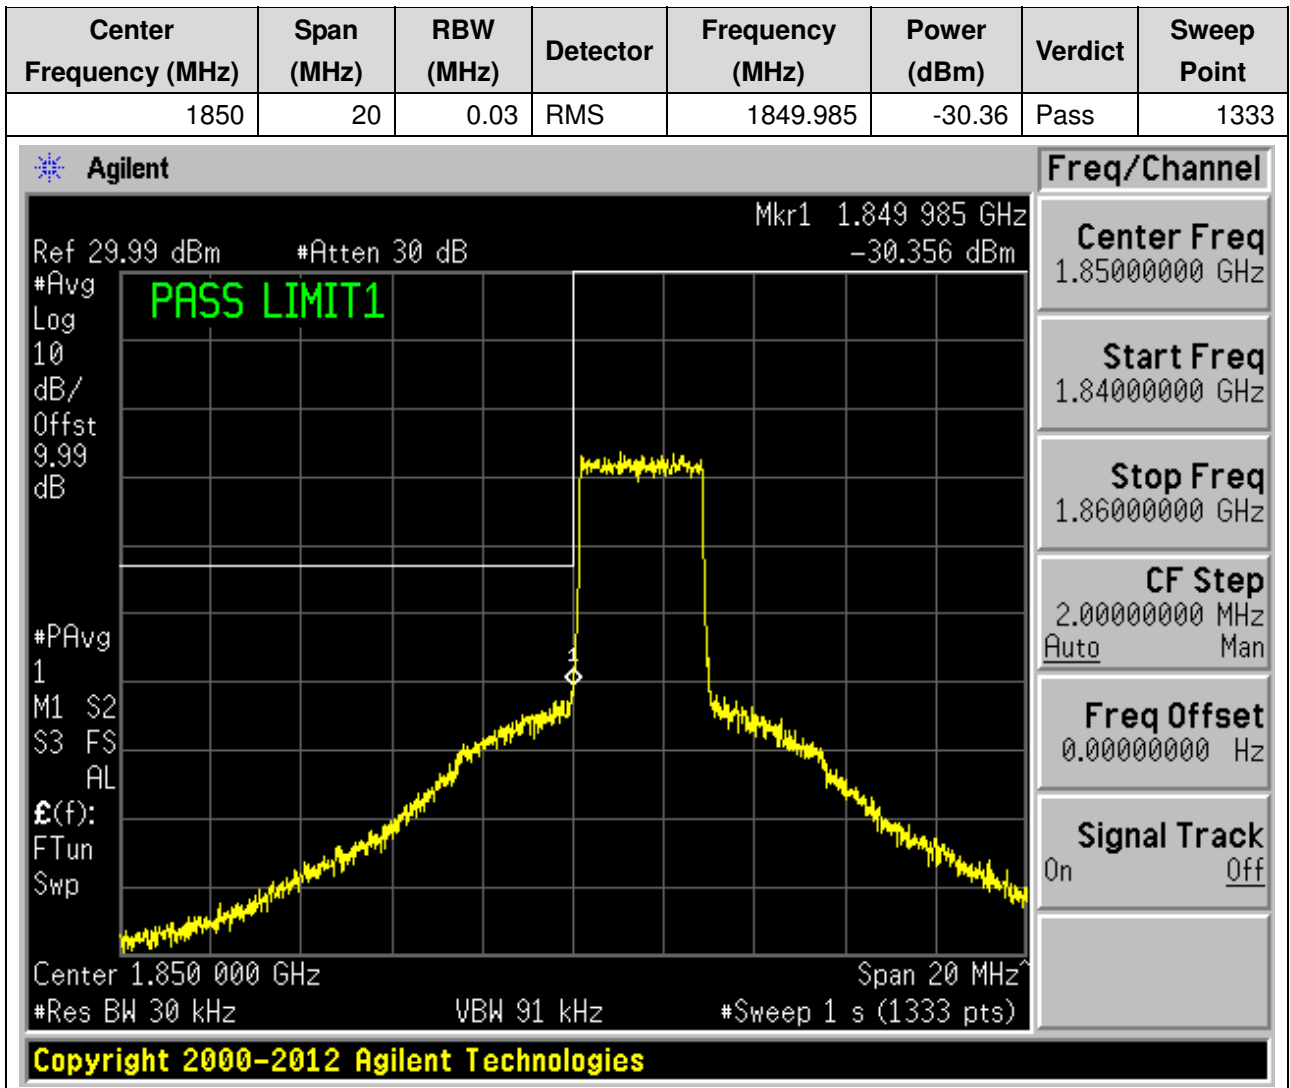 Center Frequency (MHz) Span (MHz) RBW (MHz) Detector Frequency (MHz) Power (dBm) Verdict Sweep Point
1850 20 0.03 RMS 1849.985 -30.36 Pass 1333
Agilent
Freq/Channel
Mkr1 1.849 985 GHz
Ref 29.99 dBm #Atten 30 dB -30.356 dBm
#Avg
Log
10
dB/
Offst
9.99
dB
PASS LIMIT1
#PAvg
1
M1 S2
S3 FS
AL
£(f):
FTun
Swp
1
Center 1.850 000 GHz Span 20 MHz^
#Res BW 30 kHz VBW 91 kHz #Sweep 1 s (1333 pts)
Center Freq
1.85000000 GHz
Start Freq
1.84000000 GHz
Stop Freq
1.86000000 GHz
CF Step
2.00000000 MHz
Auto Man
Freq Offset
0.00000000 Hz
Signal Track
On Off
Copyright 2000-2012 Agilent Technologies